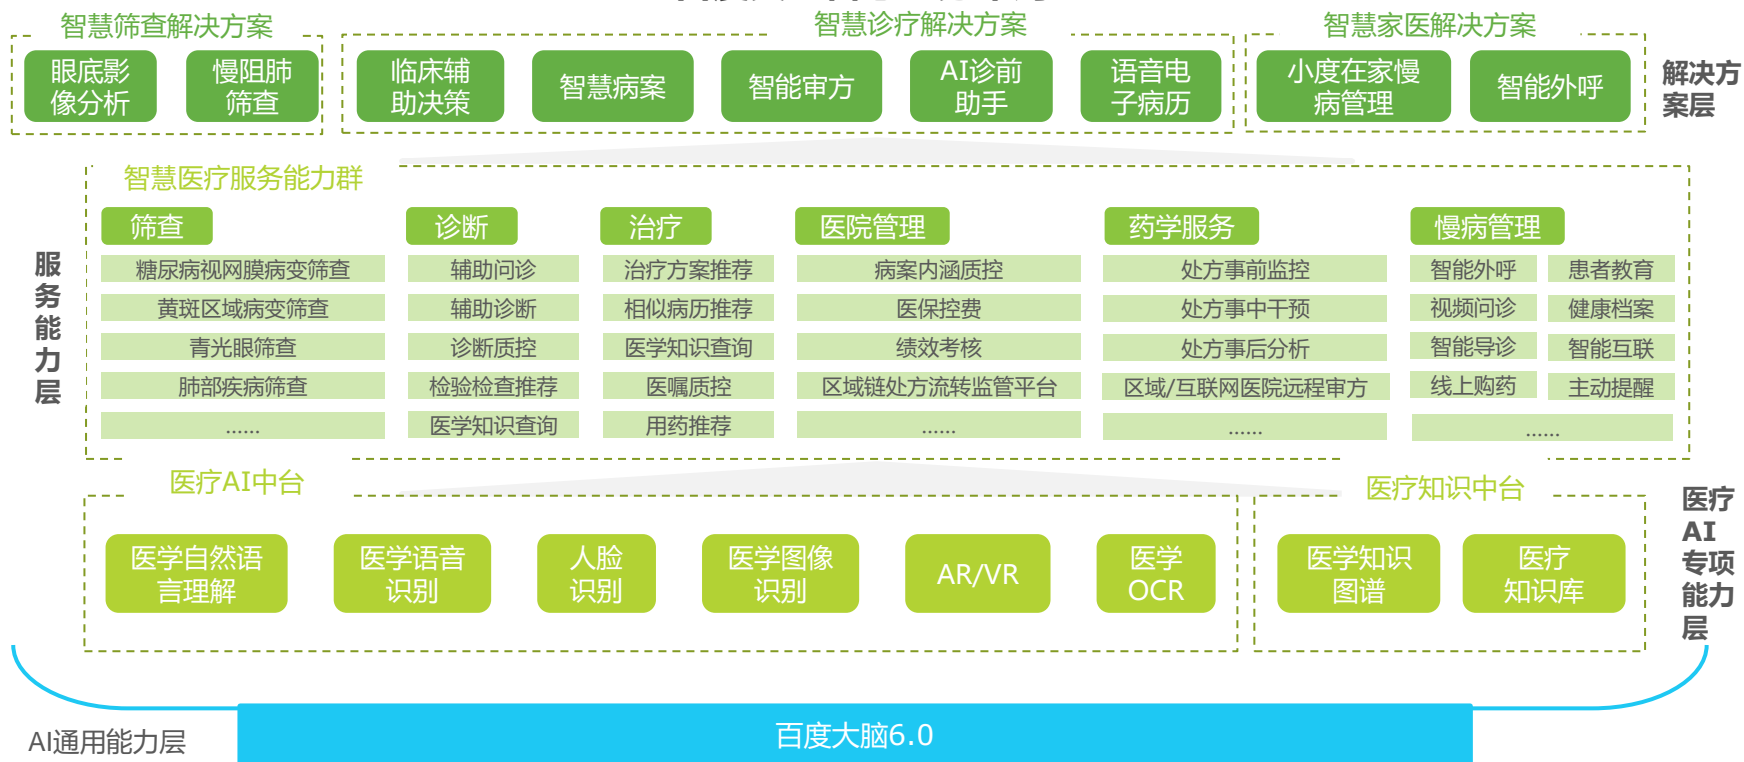 智慧筛查解决方案
智慧诊疗解决方案
智慧家医解决方案
眼底影
像分析
慢阻肺
筛查
临床辅
助决策
智慧病案
智能审方
AI诊前
助手
语音电
子病历
小度在家慢
病管理
智能外呼
解决方
案层
智慧医疗服务能力群
服
务
能
力
层
筛查
糖尿病视网膜病变筛查
黄斑区域病变筛查
青光眼筛查
肺部疾病筛查
……
诊断
辅助问诊
辅助诊断
诊断质控
检验检查推荐
医学知识查询
治疗
治疗方案推荐
相似病历推荐
医学知识查询
医嘱质控
用药推荐
医院管理
病案内涵质控
医保控费
绩效考核
区域链处方流转监管平台
……
药学服务
处方事前监控
处方事中干预
处方事后分析
区域/互联网医院远程审方
……
慢病管理
智能外呼
患者教育
视频问诊
健康档案
智能导诊
智能互联
线上购药
主动提醒
……
医疗AI中台
医疗知识中台
医学自然语
言理解
医学语音
识别
人脸
识别
医学图像
识别
AR/VR
医学
OCR
医学知识
图谱
医疗
知识库
医疗
AI
专项
能力
层
AI通用能力层
百度大脑6.0